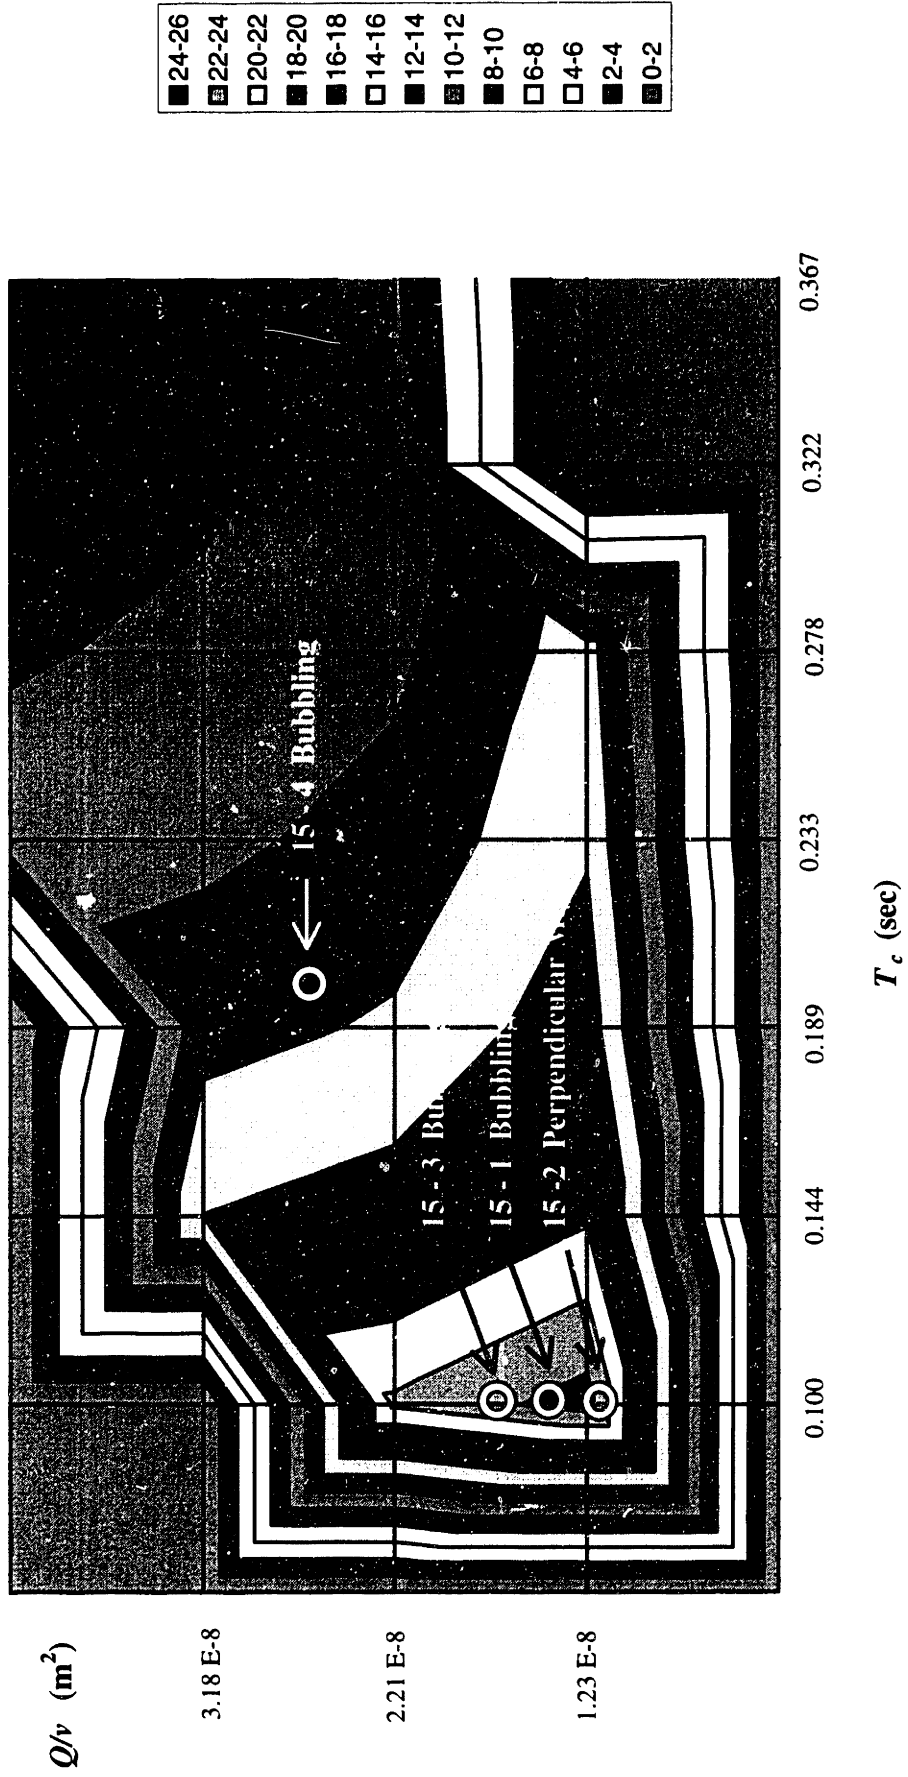 24-26
22-24
20-22
18-20
16-18
14-16
12-14
10-12
8-10
6-8
4-6
2-4
0-2
Q/v (m²)
3.18 E-8
2.21 E-8
1.23 E-8
15 - 4 Bubbling
15 - 3
15 - 1 Bubbling
15 - 2 Perpendicular
0.100
0.144
0.189
0.233
0.278
0.322
0.367
T c (sec)